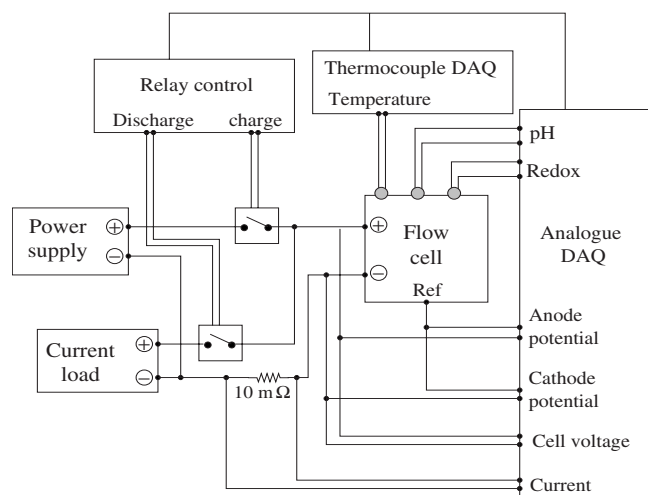 Relay control
Discharge charge
Thermocouple DAQ
Temperature
pH
Redox
Power
supply
+
−
Flow
cell
+
−
Ref
Analogue
DAQ
Current
load
+
−
10 mΩ
Anode
potential
Cathode
potential
Cell voltage
Current